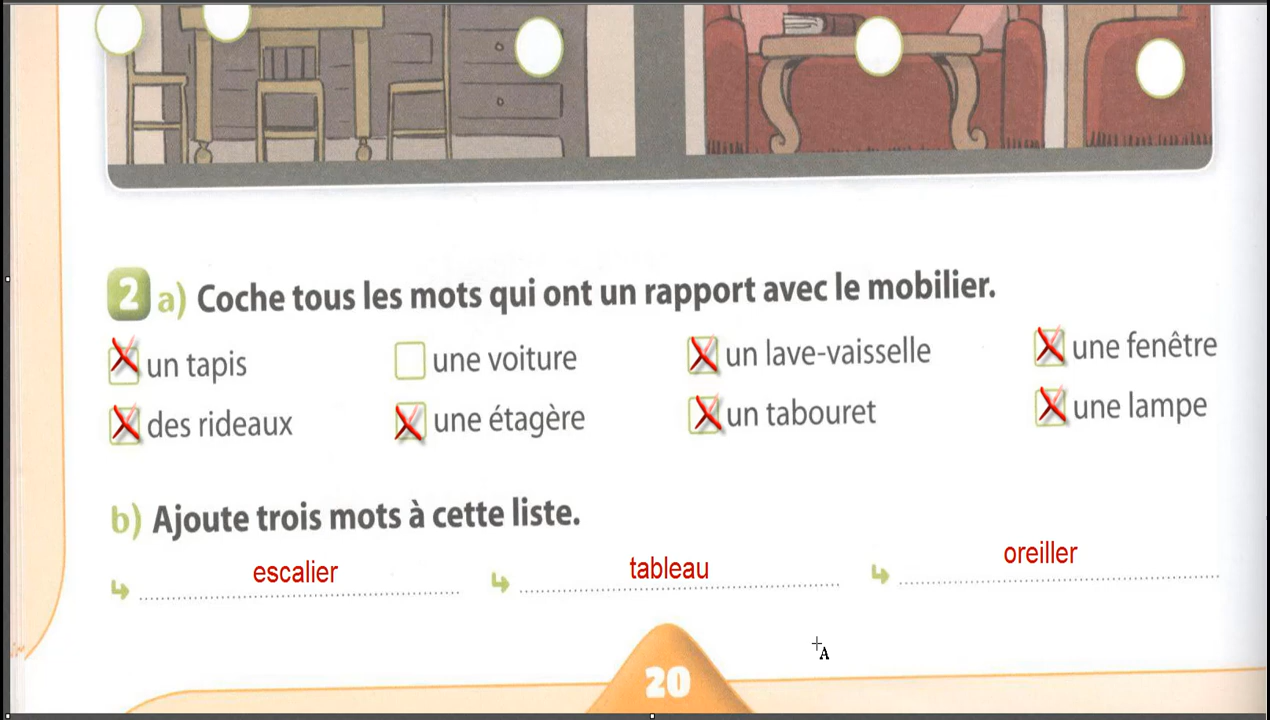 2 a) Coche tous les mots qui ont un rapport avec le mobilier.
un tapis une voiture un lave-vaisselle une fenêtre
des rideaux une étagère un tabouret une lampe
b) Ajoute trois mots à cette liste.
escalier tableau oreiller
20